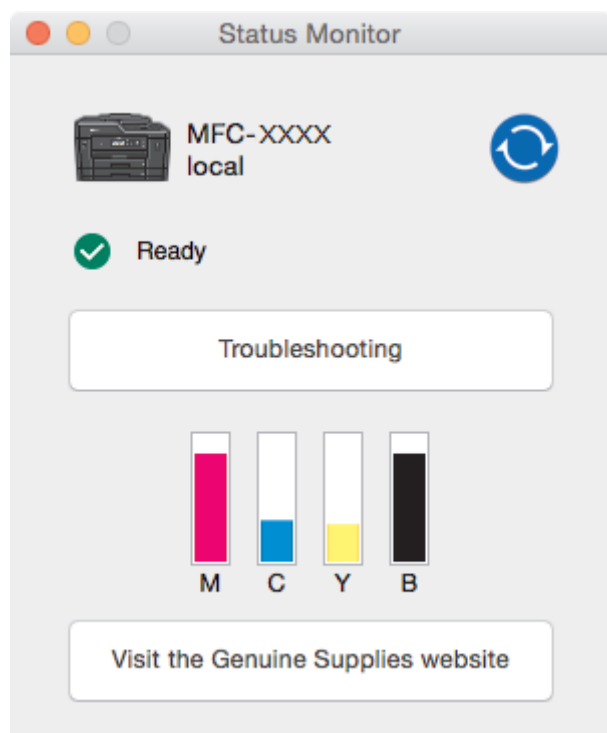 Status Monitor
MFC-XXXX
local
Ready
Troubleshooting
M C Y B
Visit the Genuine Supplies website